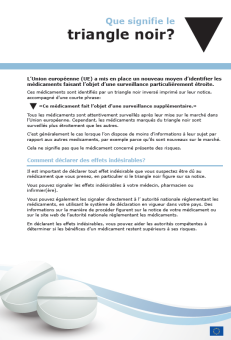 Que signifie le
triangle noir?
L'Union européenne (UE) a mis en place un nouveau moyen d'identifier les
médicaments faisant l'objet d'une surveillance particulièrement étroite.
Ces médicaments sont identifiés par un triangle noir inversé imprimé sur leur notice,
accompagné d'une courte phrase:
«Ce médicament fait l'objet d'une surveillance supplémentaire.»
Tous les médicaments sont attentivement surveillés après leur mise sur le marché dans
l'Union européenne. Cependant, les médicaments marqués du triangle noir sont
surveillés plus étroitement que les autres.
C'est généralement le cas lorsque l'on dispose de moins d'informations à leur sujet par
rapport aux autres médicaments, par exemple parce qu'ils sont nouveaux sur le marché.
Cela ne signifie pas que le médicament concerné présente des risques.
Comment déclarer des effets indésirables?
Il est important de déclarer tout effet indésirable que vous suspectez être dû au
médicament que vous prenez, en particulier si le triangle noir figure sur sa notice.
Vous pouvez signaler les effets indésirables à votre médecin, pharmacien ou
infirmier(ère).
Vous pouvez également les signaler directement à l'autorité nationale réglementant les
médicaments, en utilisant le système de déclaration en vigueur dans votre pays. Des
informations sur la manière de procéder figurent sur la notice de votre médicament ou
sur le site web de l'autorité nationale réglementant les médicaments.
En déclarant les effets indésirables, vous pouvez aider les autorités compétentes à
déterminer si les bénéfices d'un médicament restent supérieurs à ses risques.